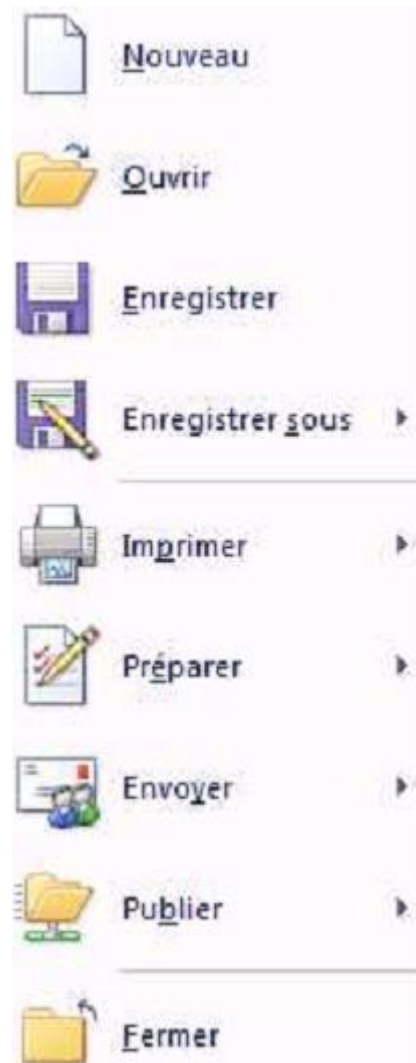 Nouveau
Ouvrir
Enregistrer
Enregistrer sous
Imprimer
Préparer
Envoyer
Publier
Fermer